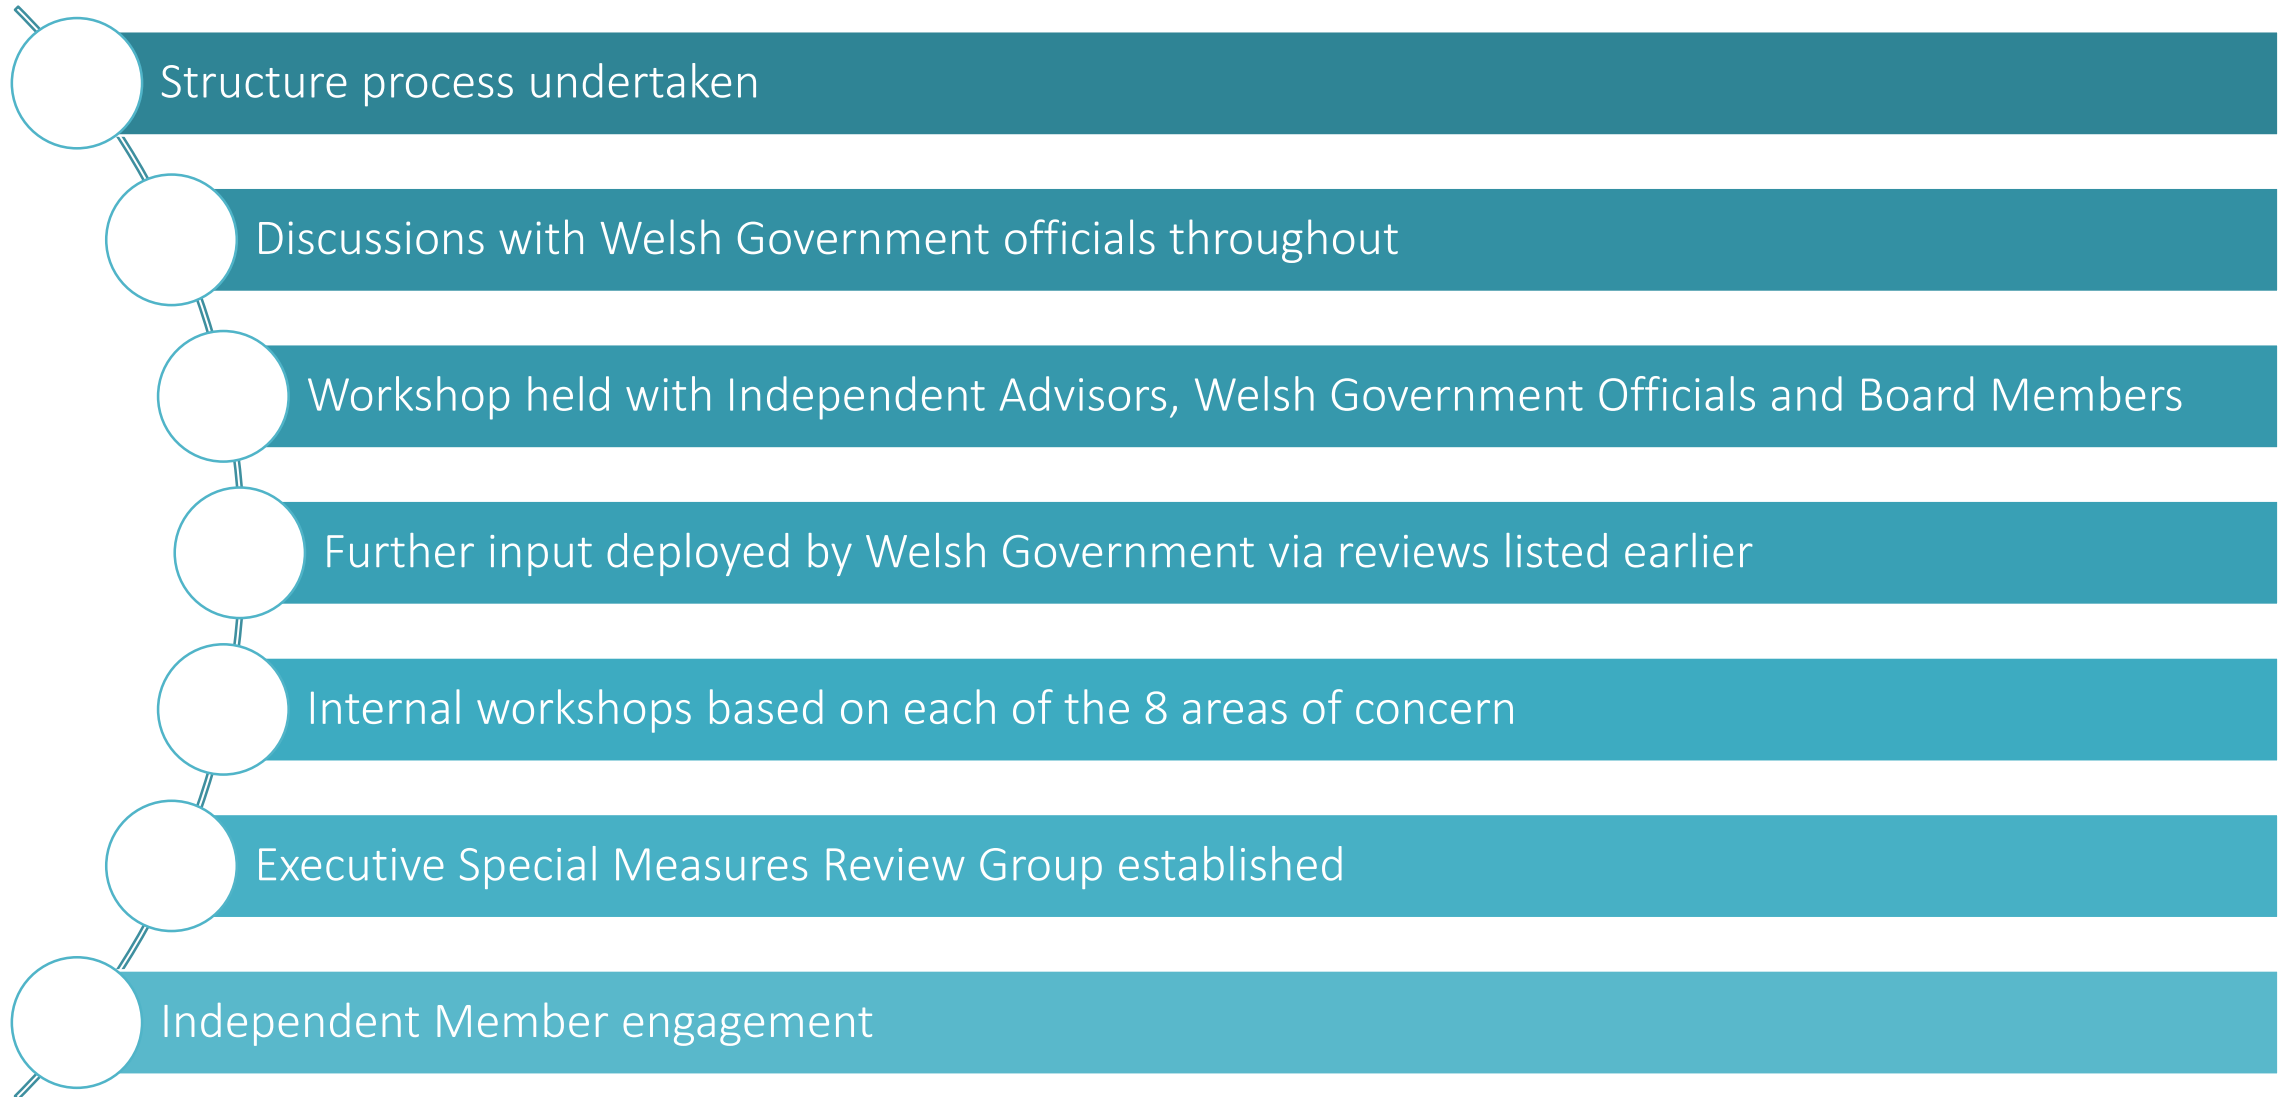 Structure process undertaken
Discussions with Welsh Government officials throughout
Workshop held with Independent Advisors, Welsh Government Officials and Board Members
Further input deployed by Welsh Government via reviews listed earlier
Internal workshops based on each of the 8 areas of concern
Executive Special Measures Review Group established
Independent Member engagement